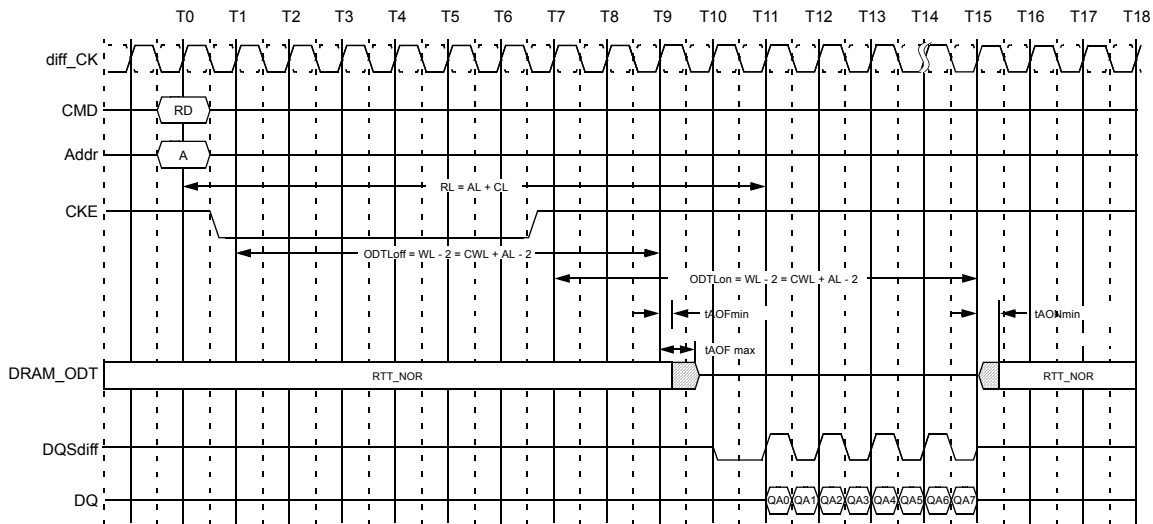 T0 T1 T2 T3 T4 T5 T6 T7 T8 T9 T10 T11 T12 T13 T14 T15 T16 T17 T18
diff_CK
CMD RD
Addr A
RL = AL + CL
CKE
ODTLoff = WL - 2 = CWL + AL - 2
ODTLon = WL - 2 = CWL + AL - 2
tAOFmin tAONmin
tAOF max
DRAM_ODT RTT_NOR RTT_NOR
DQSdiff
DQ QA0 QA1 QA2 QA3 QA4 QA5 QA6 QA7